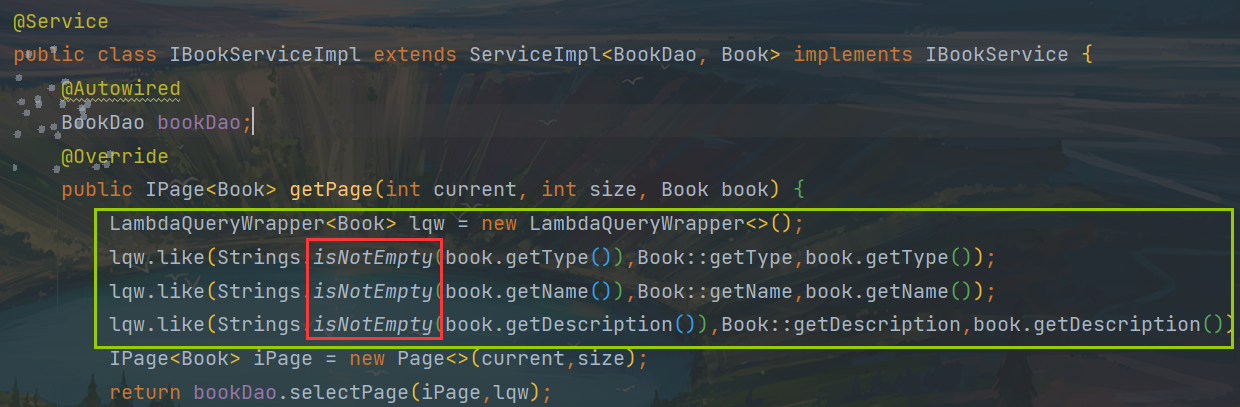 @Service
public class IBookServiceImpl extends ServiceImpl<BookDao, Book> implements IBookService {
@Autowired
BookDao bookDao;
@Override
public IPage<Book> getPage(int current, int size, Book book) {
LambdaQueryWrapper<Book> lqw = new LambdaQueryWrapper<>();
lqw.like(Strings.isNotEmpty(book.getType()),Book::getType,book.getType());
lqw.like(Strings.isNotEmpty(book.getName()),Book::getName,book.getName());
lqw.like(Strings.isNotEmpty(book.getDescription()),Book::getDescription,book.getDescription())
IPage<Book> iPage = new Page<>(current,size);
return bookDao.selectPage(iPage,lqw);